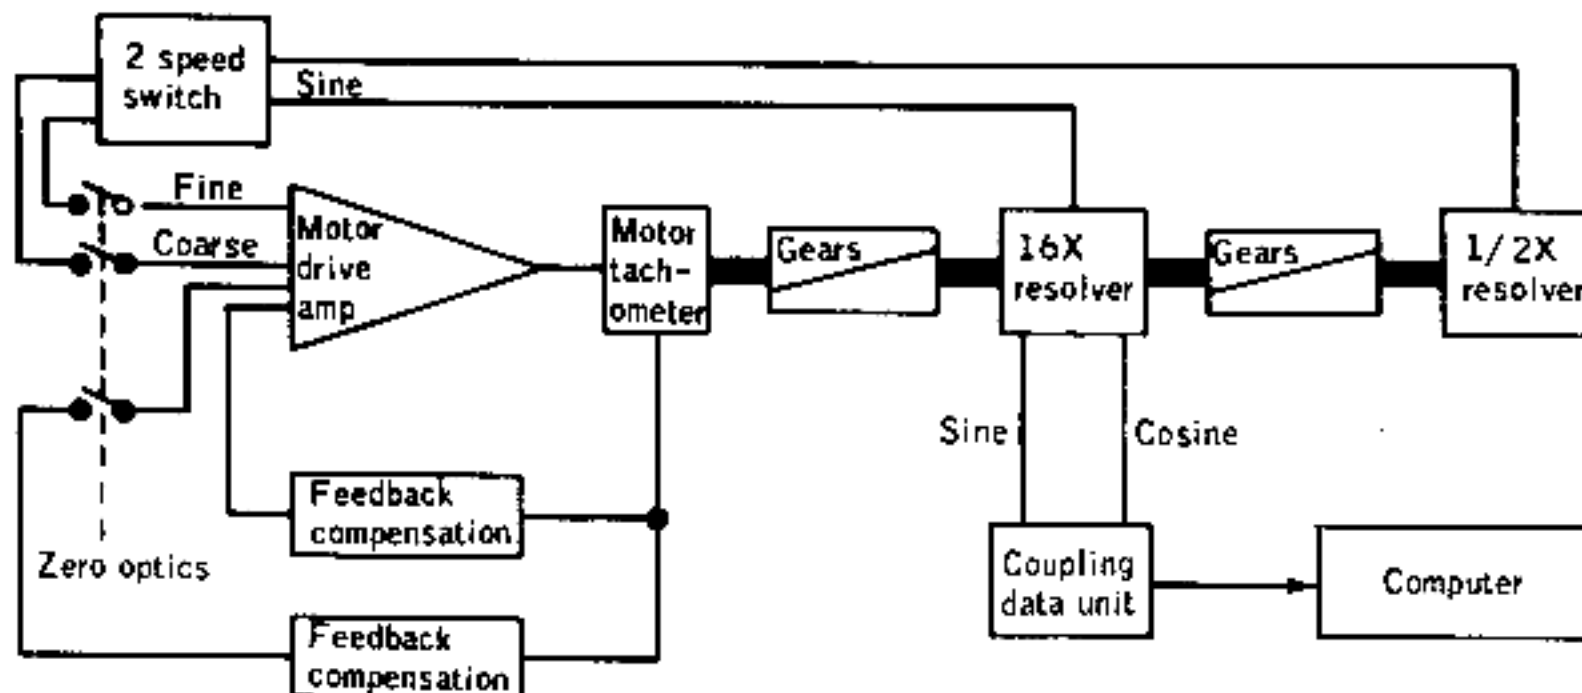 2 speed
switch
Sine
Fine
Coarse
Motor
drive
amp
Motor
tach-
ometer
Gears
16X
resolver
Gears
1/2X
resolver
Sine
Cosine
Feedback
compensation
Zero optics
Coupling
data unit
Computer
Feedback
compensation